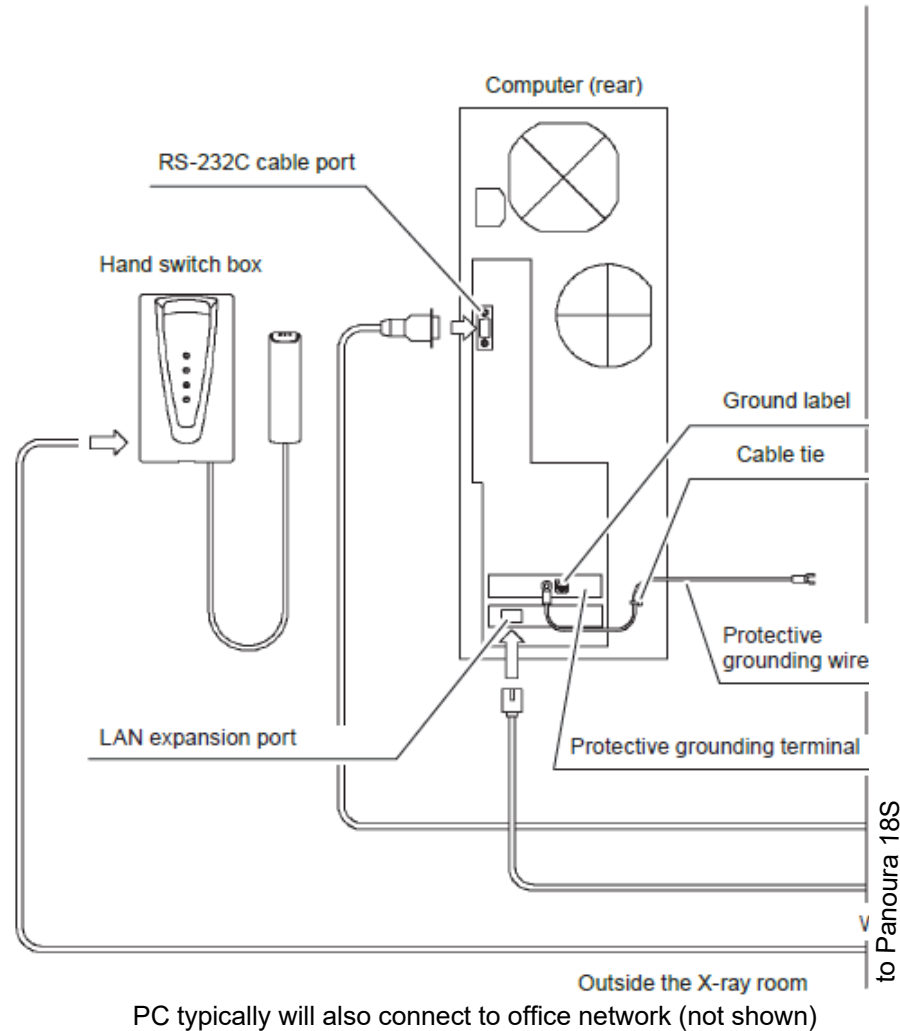 Computer (rear)
RS-232C cable port
Hand switch box
Ground label
Cable tie
Protective
grounding wire
LAN expansion port
Protective grounding terminal
to Panoura 18S
Outside the X-ray room
PC typically will also connect to office network (not shown)